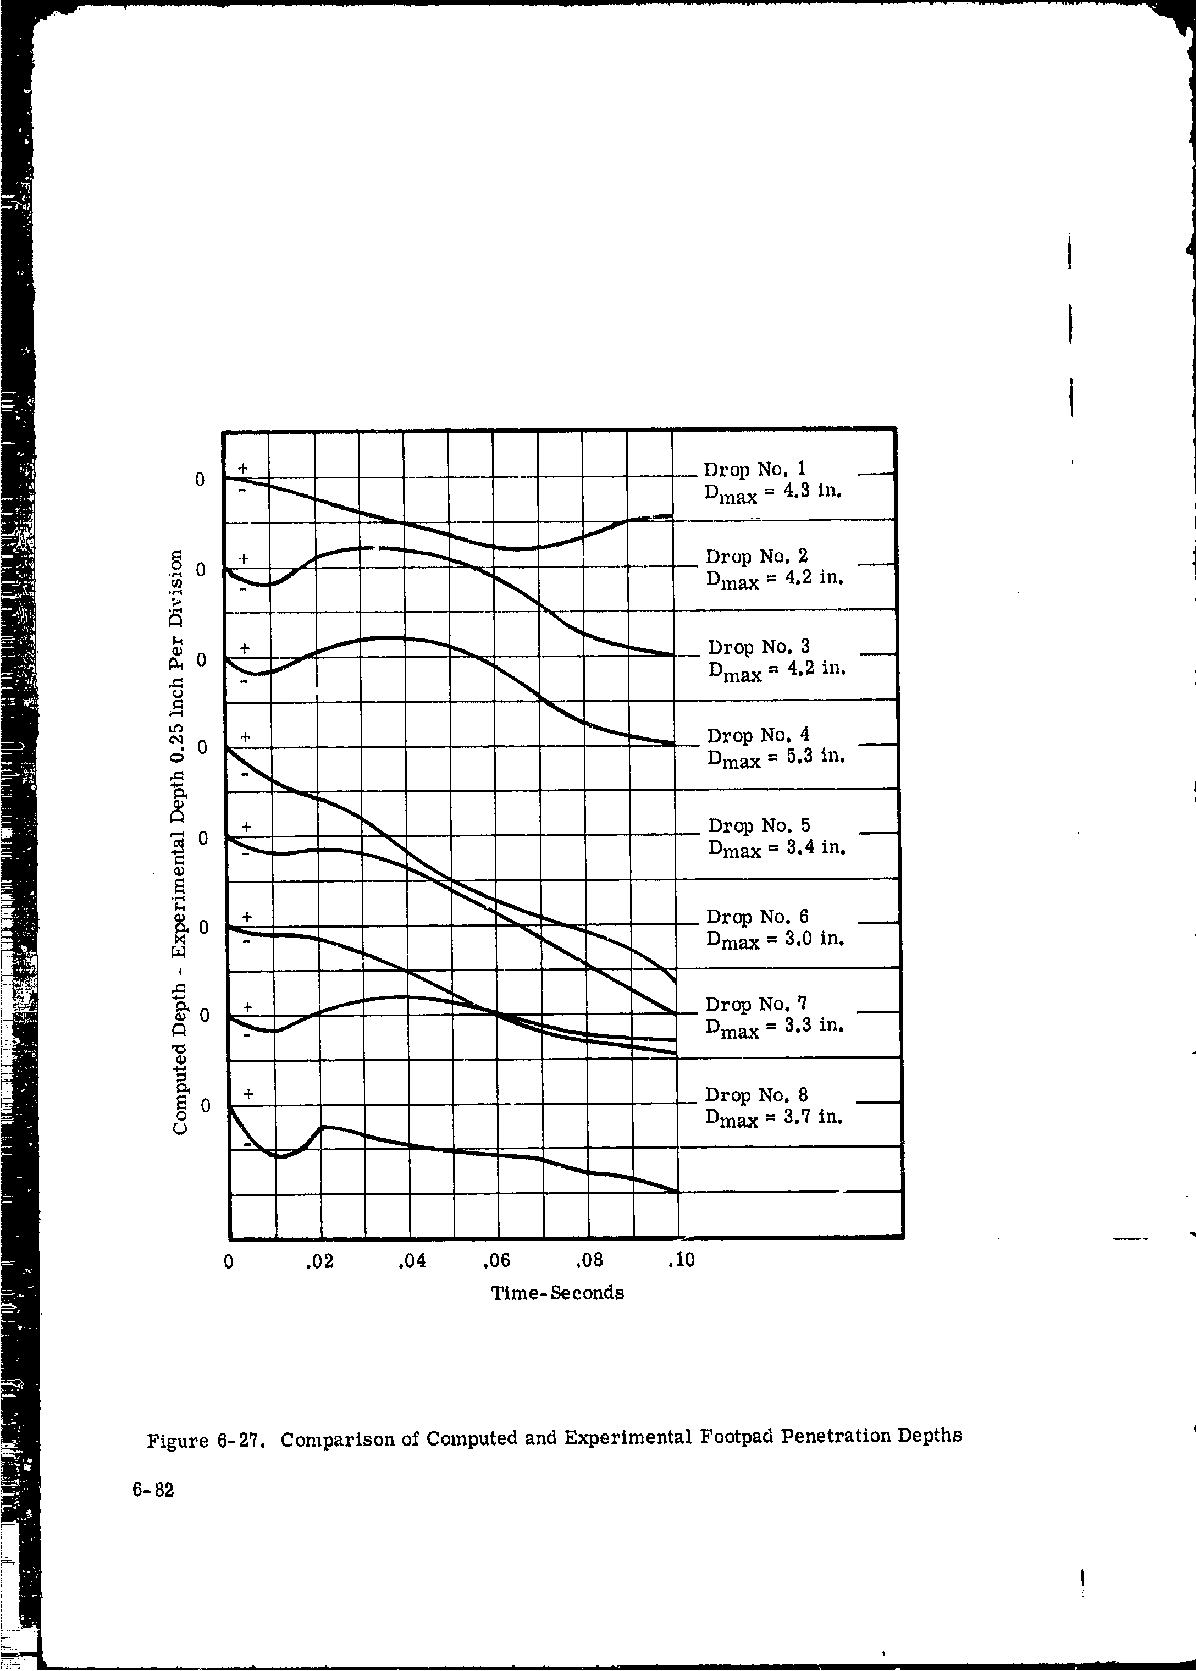 Computed Depth - Experimental Depth 0.25 Inch Per Division
0
+
-
Drop No. 1
Dmax = 4.3 in.
0
+
-
Drop No. 2
Dmax = 4.2 in.
0
+
-
Drop No. 3
Dmax = 4.2 in.
0
+
-
Drop No. 4
Dmax = 5.3 in.
0
+
-
Drop No. 5
Dmax = 3.4 in.
0
+
-
Drop No. 6
Dmax = 3.0 in.
0
+
-
Drop No. 7
Dmax = 3.3 in.
0
+
-
Drop No. 8
Dmax = 3.7 in.
0 .02 .04 .06 .08 .10
Time-Seconds
Figure 6-27. Comparison of Computed and Experimental Footpad Penetration Depths
6-82